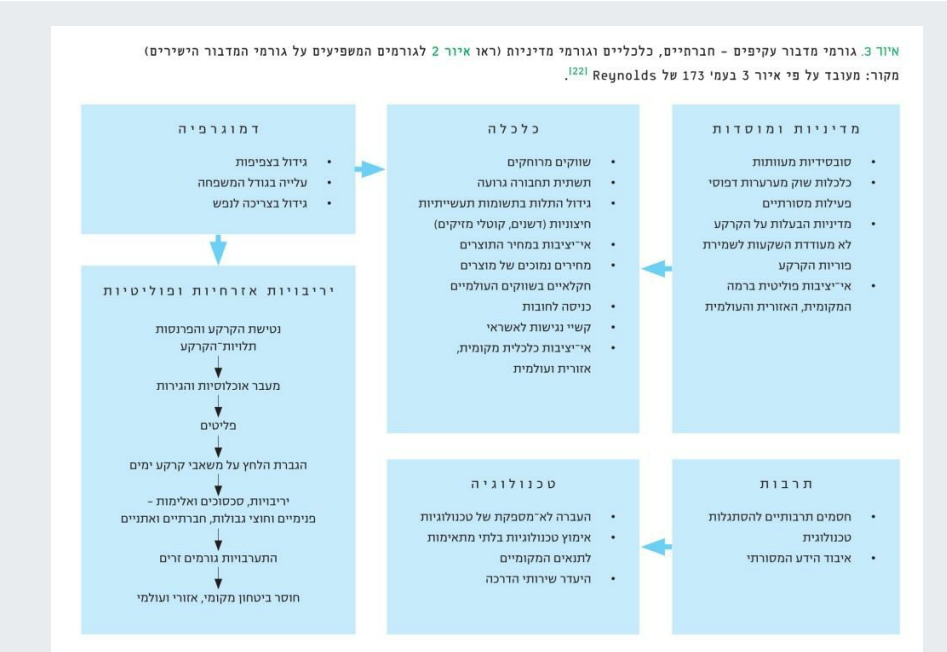 איור 3. גורמי מדבור עקיפים – חברתיים, כלכליים וגורמי מדיניות (ראו איור 2 לגורמים המשפיעים על גורמי המדבור הישירים)
מקור: מעובד על פי איור 3 בעמ' 173 של Reynolds [22].
מדיניות ומוסדות
• סובסידיות מעוותות
• כלכלות שוק מערערות דפוסי
פעילות מסורתיים
• מדיניות הבעלות על הקרקע
לא מעודדת השקעות לשמירת
פוריות הקרקע
• אי־יציבות פוליטית ברמה
המקומית, האזורית והעולמית
כלכלה
• שווקים מרוחקים
• תשתית תחבורה גרועה
• גידול התלות בתשומות תעשייתיות
חיצוניות (דשנים, קוטלי מזיקים)
• אי־יציבות במחיר התוצרים
• מחירים נמוכים של מוצרים
חקלאיים בשווקים העולמיים
• כניסה לחובות
• קשיי נגישות לאשראי
• אי־יציבות כלכלית מקומית,
אזורית ועולמית
דמוגרפיה
• גידול בצפיפות
• עלייה בגודל המשפחה
• גידול בצריכה לנפש
יריבויות אזרחיות ופוליטיות
נטישת הקרקע והפרנסות
תלויות־הקרקע
מעבר אוכלוסיות והגירות
פליטים
הגברת הלחץ על משאבי קרקע ימים
יריבויות, סכסוכים ואלימות –
פנימיים וחוצי גבולות, חברתיים ואתניים
התערבויות גורמים זרים
חוסר ביטחון מקומי, אזורי ועולמי
תרבות
• חסמים תרבותיים להסתגלות
טכנולוגית
• איבוד הידע המסורתי
טכנולוגיה
• העברה לא־מספקת של טכנולוגיות
• אימוץ טכנולוגיות בלתי מתאימות
לתנאים המקומיים
• היעדר שירותי הדרכה